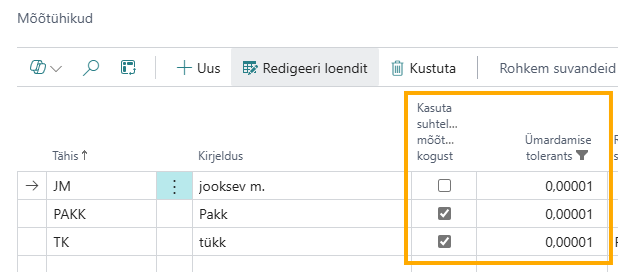 Mõõtühikud
Uus Redigeeri loendit Kustuta Rohkem suvandeid
Tähis ↑ Kirjeldus Kasuta suhtel... mõõt... kogust Ümardamise tolerants
JM jooksev m. 0,00001
PAKK Pakk 0,00001
TK tükk 0,00001